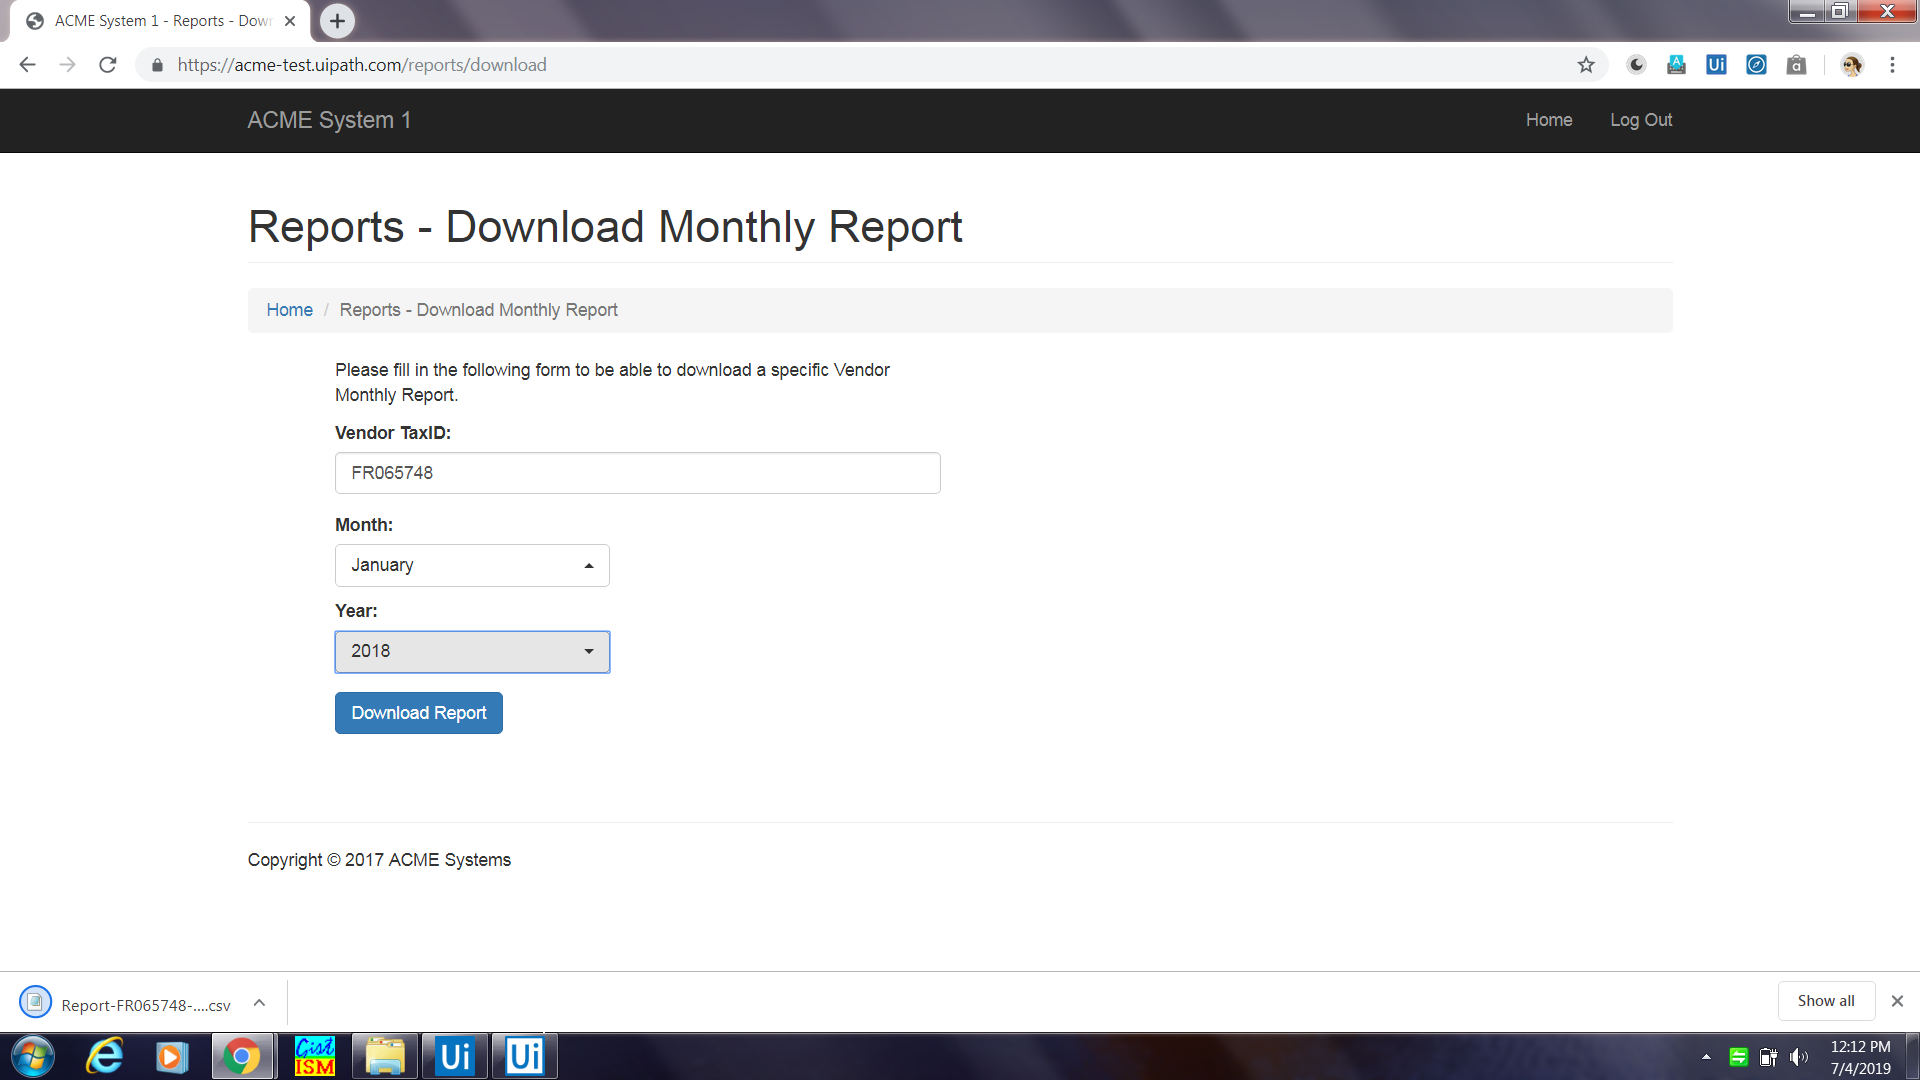 ACME System 1 - Reports - Dow
https://acme-test.uipath.com/reports/download
ACME System 1
Home
Log Out
Reports - Download Monthly Report
Home / Reports - Download Monthly Report
Please fill in the following form to be able to download a specific Vendor
Monthly Report.
Vendor TaxID:
FR065748
Month:
January
Year:
2018
Download Report
Copyright © 2017 ACME Systems
Report-FR065748-....csv
Show all
Gist
ISM
Ui
Ui
12:12 PM
7/4/2019